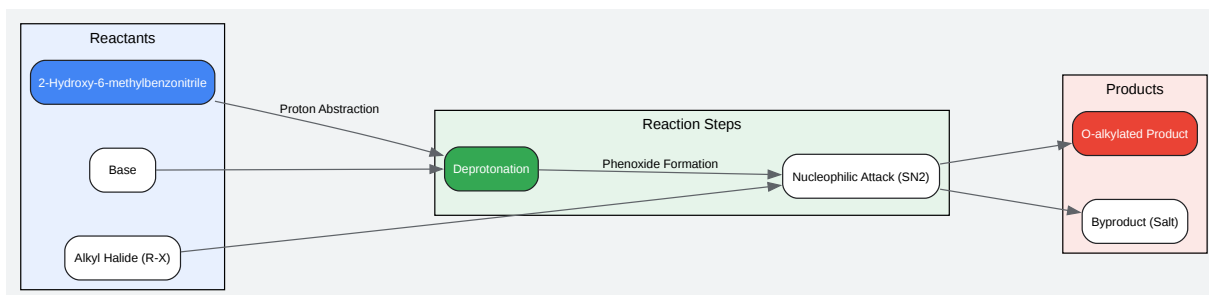 Reactants
2-Hydroxy-6-methylbenzonitrile
Base
Alkyl Halide (R-X)
Proton Abstraction
Reaction Steps
Deprotonation
Phenoxide Formation
Nucleophilic Attack (SN2)
Products
O-alkylated Product
Byproduct (Salt)